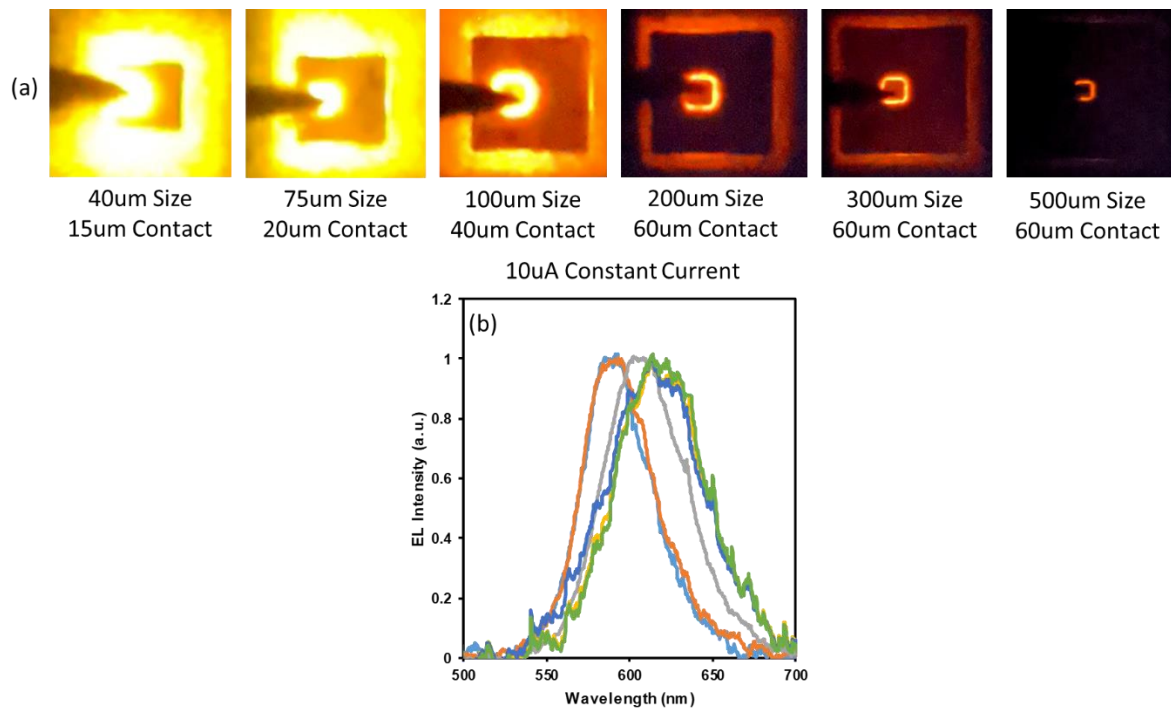 (a)
40um Size
15um Contact
75um Size
20um Contact
100um Size
40um Contact
200um Size
60um Contact
300um Size
60um Contact
500um Size
60um Contact
10uA Constant Current
(b)
EL Intensity (a.u.)
1.2
1
0.8
0.6
0.4
0.2
0
500
550
600
650
700
Wavelength (nm)